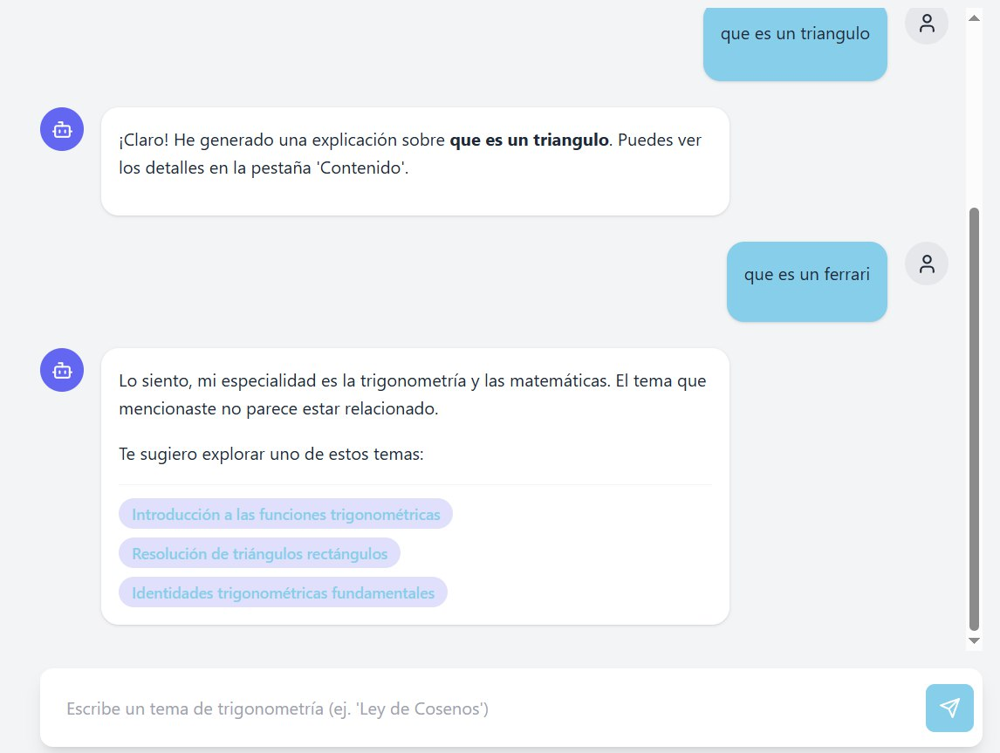 que es un triangulo
¡Claro! He generado una explicación sobre que es un triangulo. Puedes ver
los detalles en la pestaña 'Contenido'.
que es un ferrari
Lo siento, mi especialidad es la trigonometría y las matemáticas. El tema que
mencionaste no parece estar relacionado.
Te sugiero explorar uno de estos temas:
Introducción a las funciones trigonométricas
Resolución de triángulos rectángulos
Identidades trigonométricas fundamentales
Escribe un tema de trigonometría (ej. 'Ley de Cosenos')